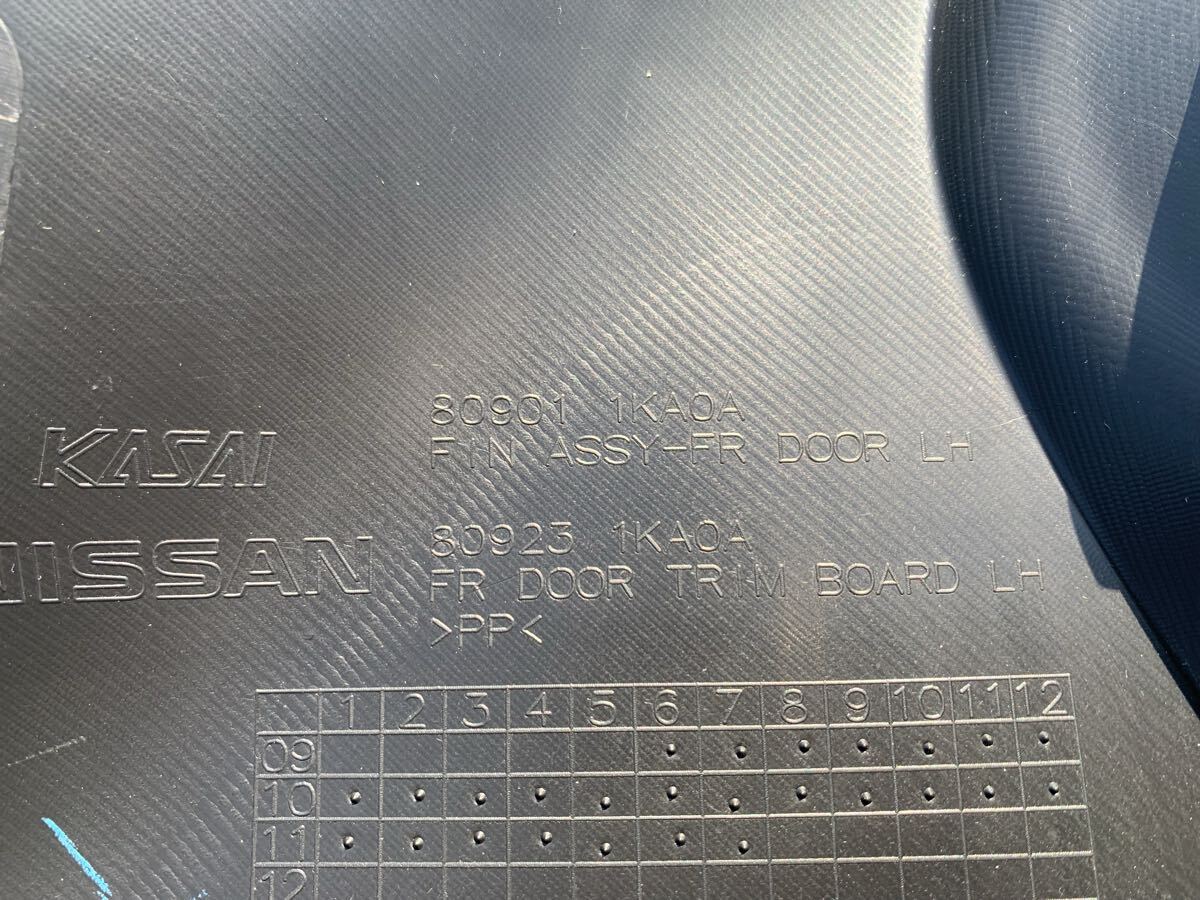 KASAI
NISSAN
80901 1KA0A
FIN ASSY-FR DOOR LH
80923 1KA0A
FR DOOR TRIM BOARD LH
>PP<
1 2 3 4 5 6 7 8 9 10 11 12
09
10
11
12